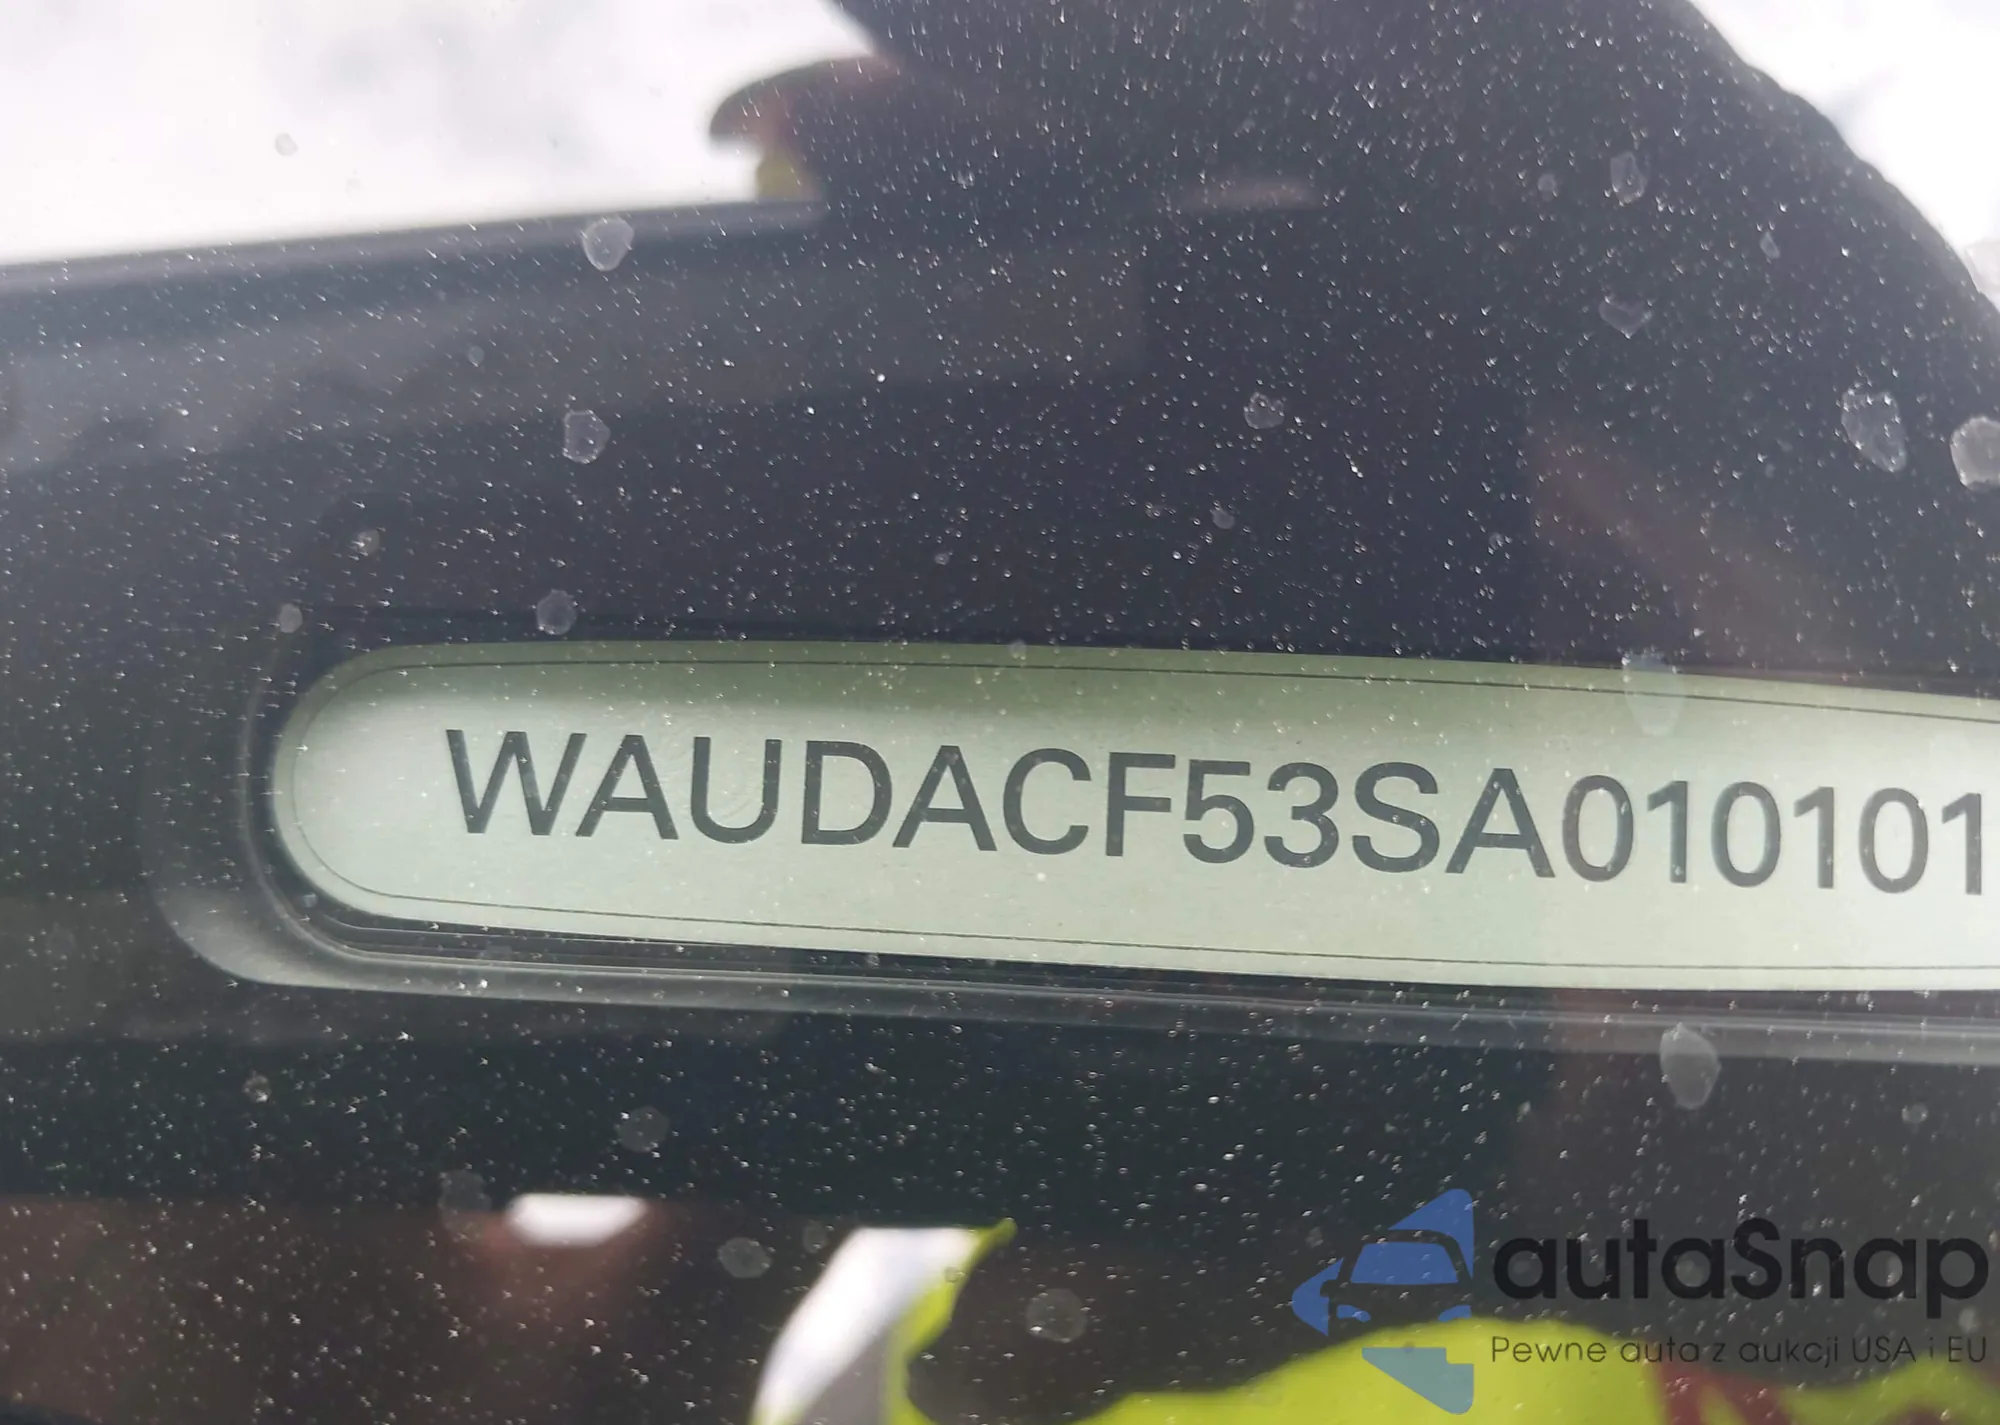 WAUDACF53SA010101
autaSnap
Pewne auta z aukcji USA i EU